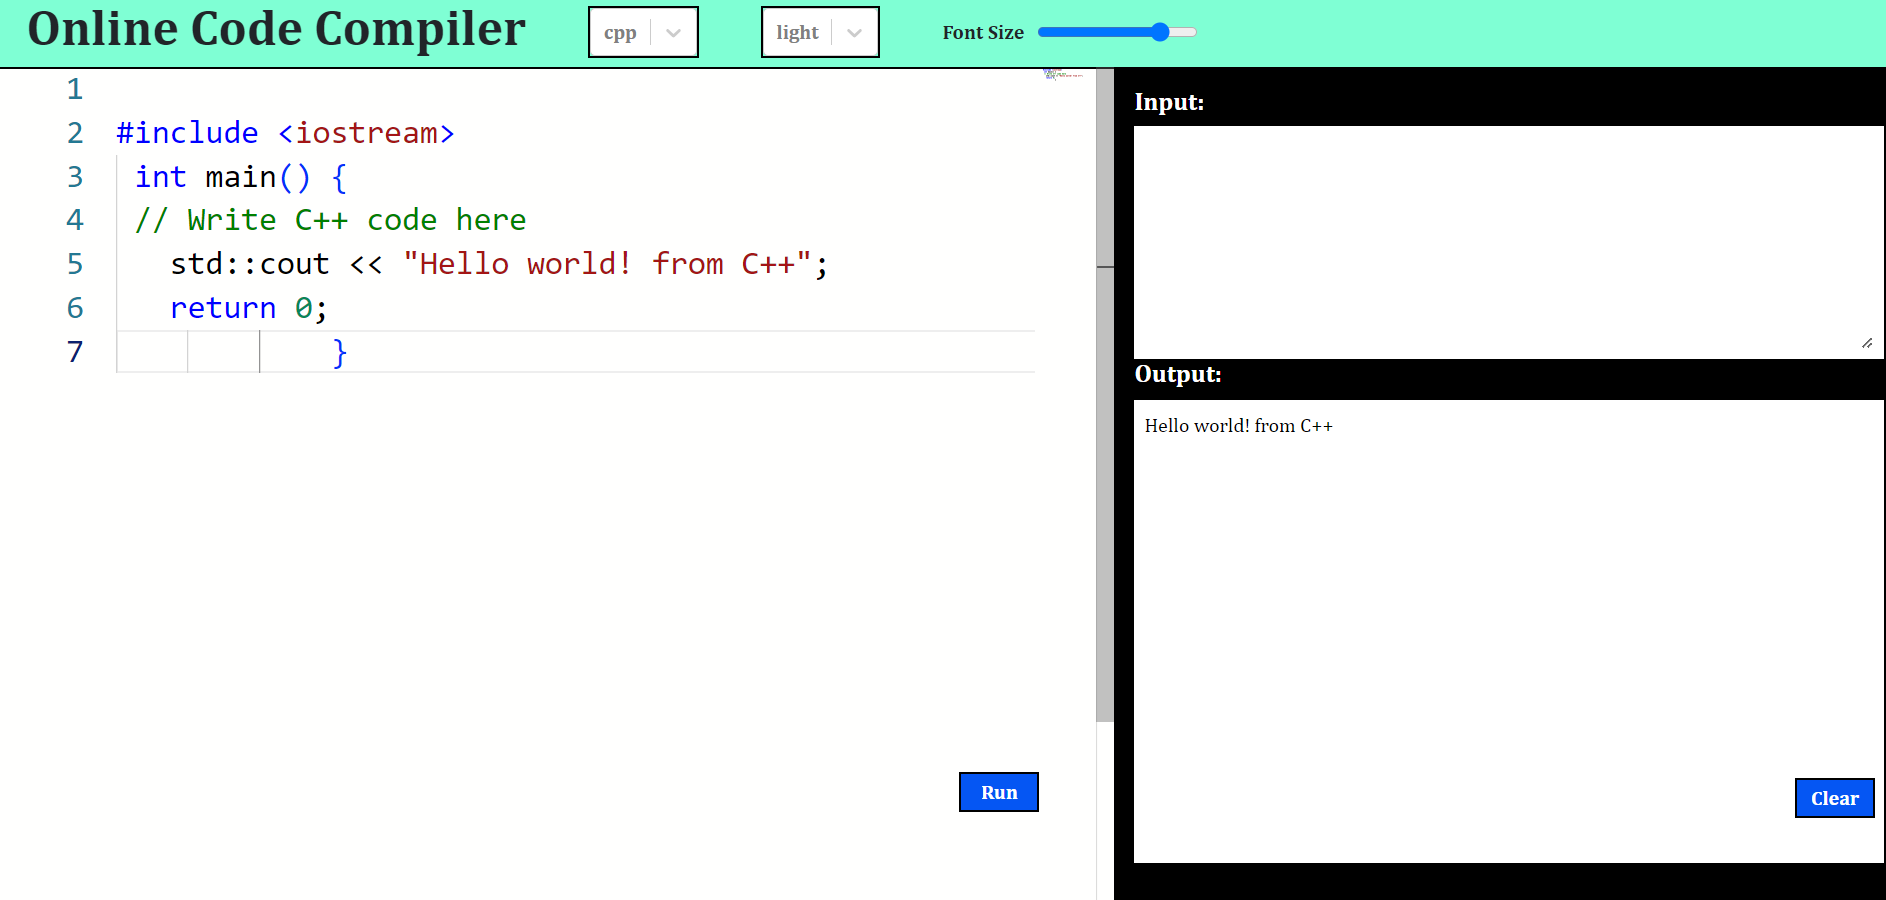 Online Code Compiler
cpp
light
Font Size
1
2 #include <iostream>
3 int main() {
4 // Write C++ code here
5 std::cout << "Hello world! from C++";
6 return 0;
7 }
Run
Input:
Output:
Hello world! from C++
Clear